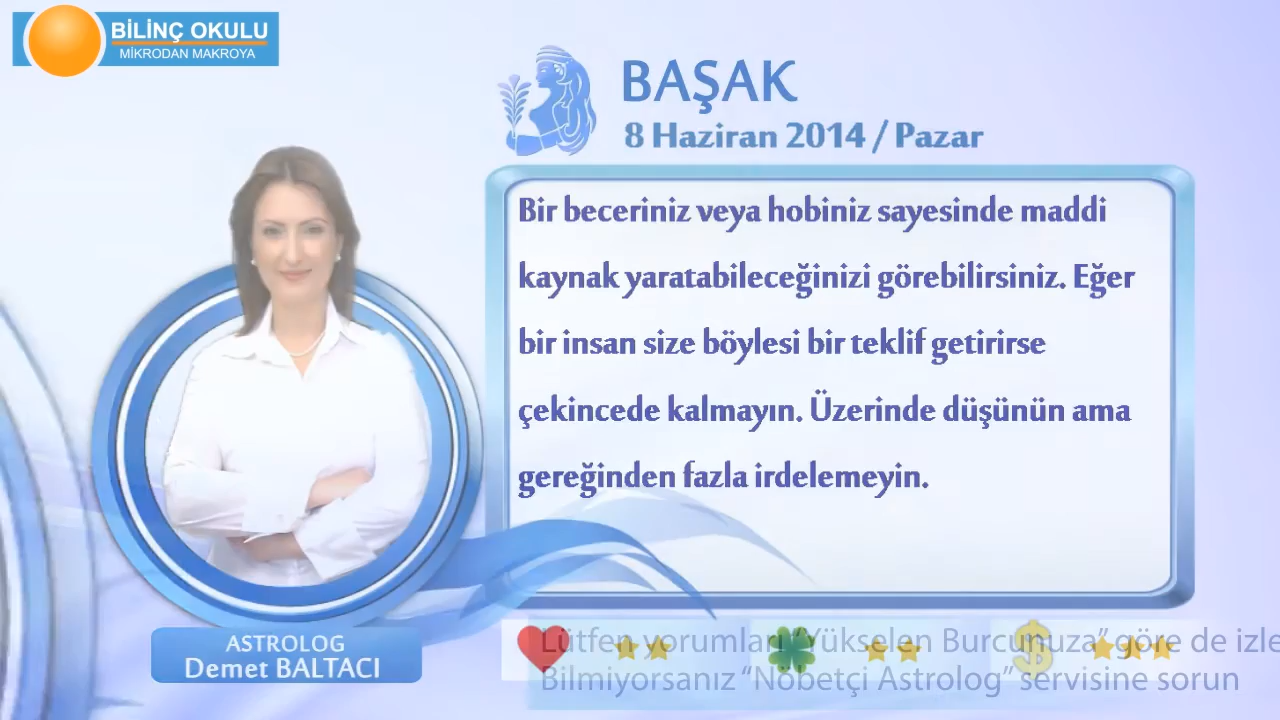 BİLİNÇ OKULU
MİKRODAN MAKROYA
BAŞAK
8 Haziran 2014 / Pazar
Bir beceriniz veya hobiniz sayesinde maddi
kaynak yaratabileceğinizi görebilirsiniz. Eğer
bir insan size böylesi bir teklif getirirse
çekincede kalmayın. Üzerinde düşünün ama
gereğinden fazla irdelemeyin.
ASTROLOG
Demet BALTACI
Lütfen yorumları "Yükselen Burcunuza" göre de izle
Bilmiyorsanız "Nöbetçi Astrolog" servisine sorun